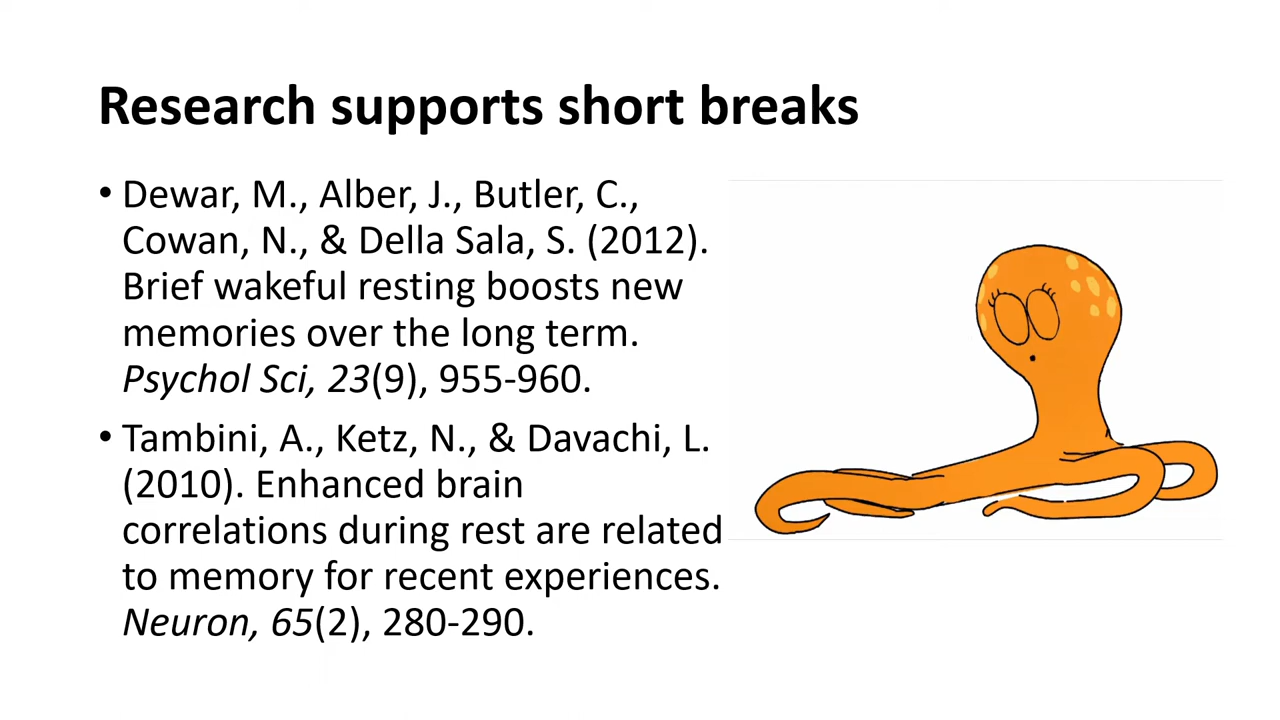 Research supports short breaks
• Dewar, M., Alber, J., Butler, C.,
Cowan, N., & Della Sala, S. (2012).
Brief wakeful resting boosts new
memories over the long term.
Psychol Sci, 23(9), 955-960.
• Tambini, A., Ketz, N., & Davachi, L.
(2010). Enhanced brain
correlations during rest are related
to memory for recent experiences.
Neuron, 65(2), 280-290.